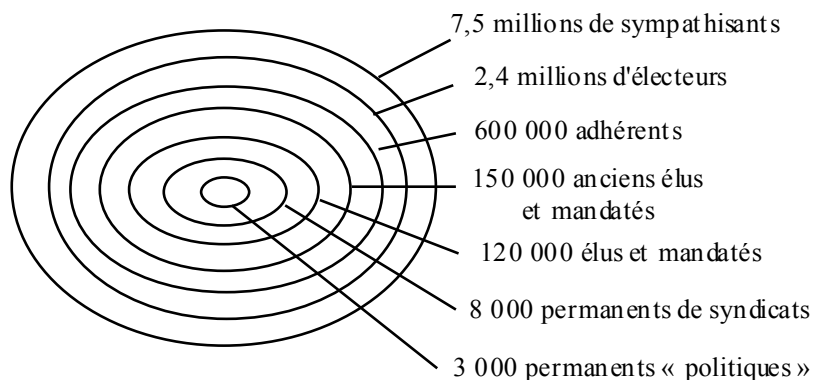 7,5 millions de sympathisants
2,4 millions d'électeurs
600 000 adhérents
150 000 anciens élus
et mandatés
120 000 élus et mandatés
8 000 permanents de syndicats
3 000 permanents « politiques »